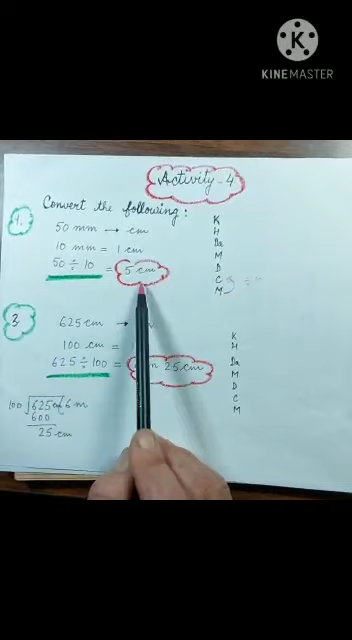 KINEMASTER
Activity-4
Convert the following:
1. 50 mm → cm
10 mm = 1 cm
50 ÷ 10 = 5 cm
K
H
Da
M
D
C
M
3. 625 cm →
100 cm =
625 ÷ 100 = 25 cm
100 625 6 m
600
25 cm
K
H
Da
M
D
C
M